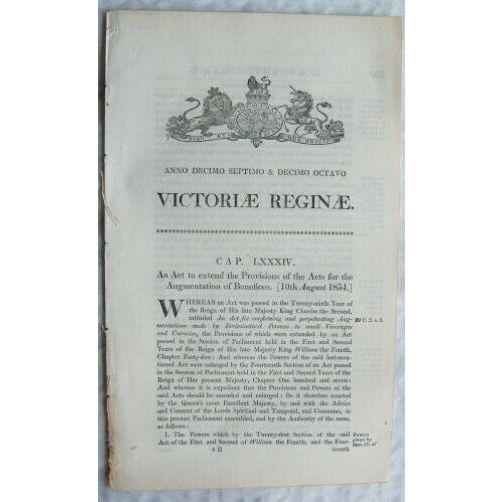 ANNO DECIMO SEPTIMO & DECIMO OCTAVO
VICTORIÆ REGINÆ.
CAP. LXXXIV.
An Act to extend the Provisions of the Acts for the
Augmentation of Benefices. [10th August 1854.]
WHEREAS an Act was passed in the Twenty-ninth Year of
the Reign of His late Majesty King Charles the Second,
intituled An Act for confirming and perpetuating Aug-
mentations made by Ecclesiastical Persons to small Vicarages
and Curacies, the Provisions of which were extended by an Act
passed in the Session of Parliament held in the First and Second
Years of the Reign of His late Majesty King William the Fourth,
Chapter Forty-five: And whereas the Powers of the said last-men-
tioned Act were enlarged by the Fourteenth Section of an Act passed
in the Session of Parliament held in the First and Second Years of the
Reign of Her present Majesty, Chapter One hundred and seven: And
whereas it is expedient that the Provisions and Powers of the
said Acts should be amended and enlarged: Be it therefore enacted
by the Queen's most Excellent Majesty, by and with the Advice
and Consent of the Lords Spiritual and Temporal, and Commons, in
this present Parliament assembled, and by the Authority of the same,
as follows:
29 C. 2. c. 8.
I. The Powers which by the Twenty-first Section of the said
Act of the First and Second of William the Fourth, and the Four-
teenth
Powers
given by